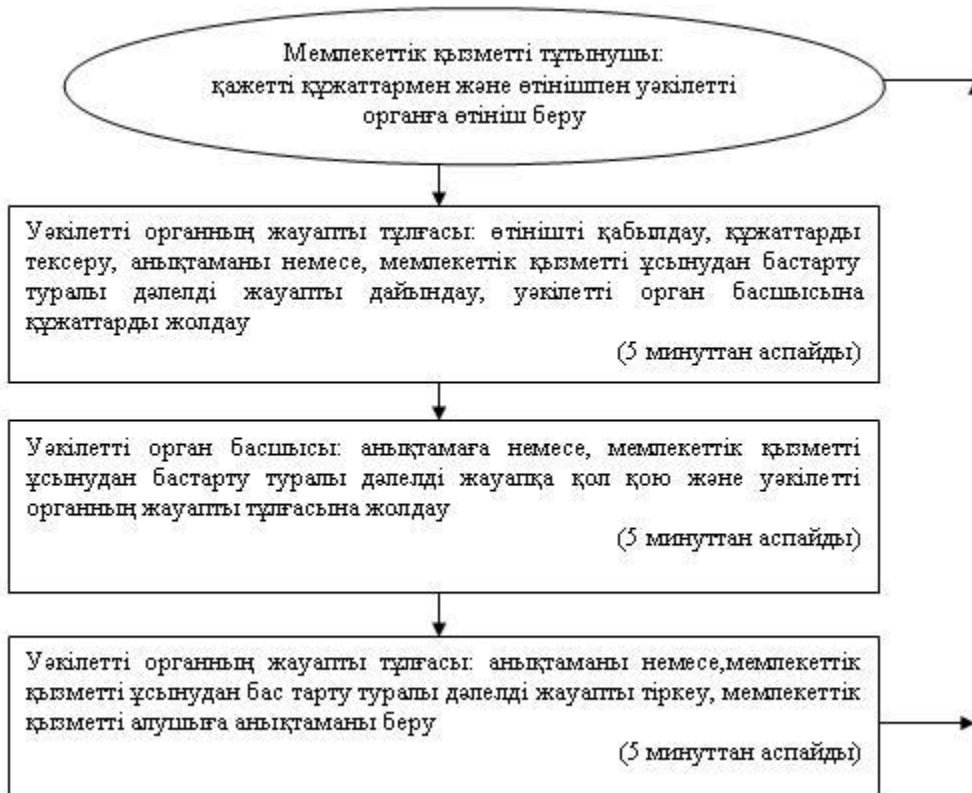 Мемлекеттік қызметті тұтынушы:
қажетті құжаттармен және өтінішпен уәкілетті
органға өтініш беру
Уәкілетті органның жауапты тұлғасы: өтінішті қабылдау, құжаттарды
тексеру, анықтаманы немесе, мемлекеттік қызметті ұсынудан бастарту
туралы дәлелді жауапты дайындау, уәкілетті орган басшысына
құжаттарды жолдау
(5 минуттан аспайды)
Уәкілетті орган басшысы: анықтамаға немесе, мемлекеттік қызметті
ұсынудан бастарту туралы дәлелді жауапқа қол қою және уәкілетті
органның жауапты тұлғасына жолдау
(5 минуттан аспайды)
Уәкілетті органның жауапты тұлғасы: анықтаманы немесе,мемлекеттік
қызметті ұсынудан бас тарту туралы дәлелді жауапты тіркеу, мемлекеттік
қызметті алушыға анықтаманы беру
(5 минуттан аспайды)